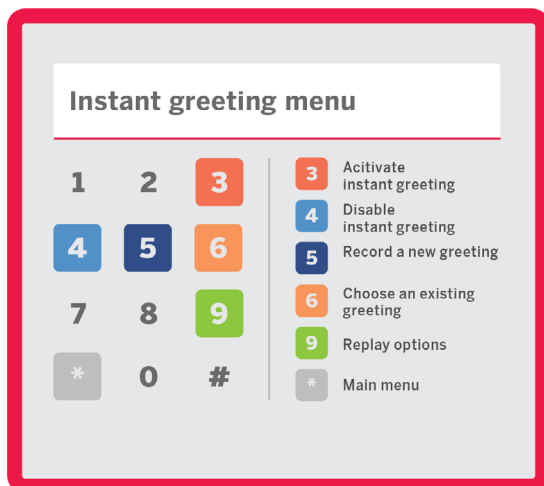 Instant greeting menu
1 2 3
4 5 6
7 8 9
* 0 #
3 Acitivate
instant greeting
4 Disable
instant greeting
5 Record a new greeting
6 Choose an existing
greeting
9 Replay options
* Main menu